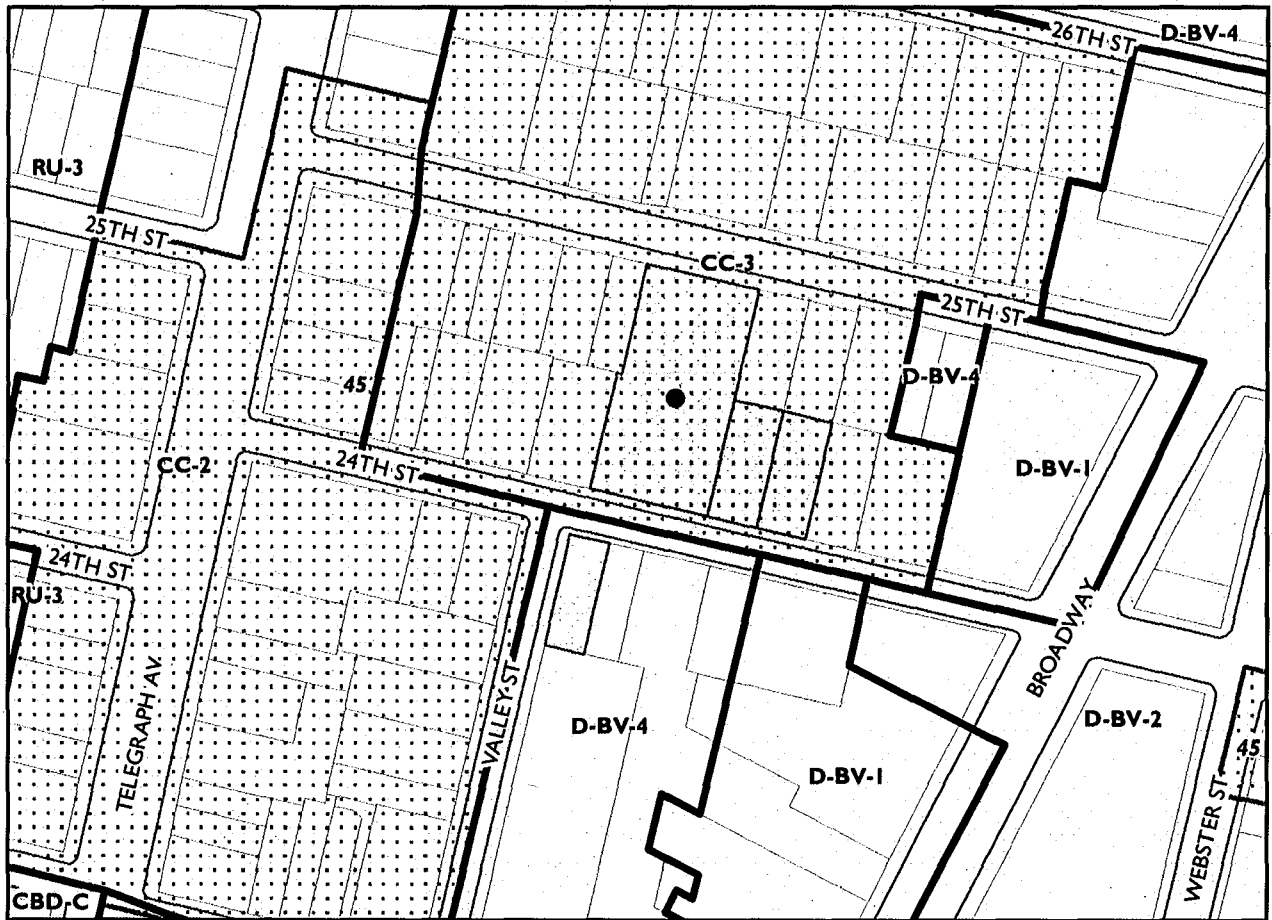 26TH ST
D-BV-4
RU-3
25TH ST
CC-3
25TH ST
D-BV-4
45
CC-2
24TH ST
D-BV-1
24TH ST
RU-3
BROADWAY
TELEGRAPH AV
VALLEY ST
D-BV-4
D-BV-2
D-BV-1
45
WEBSTER ST
CBD-C